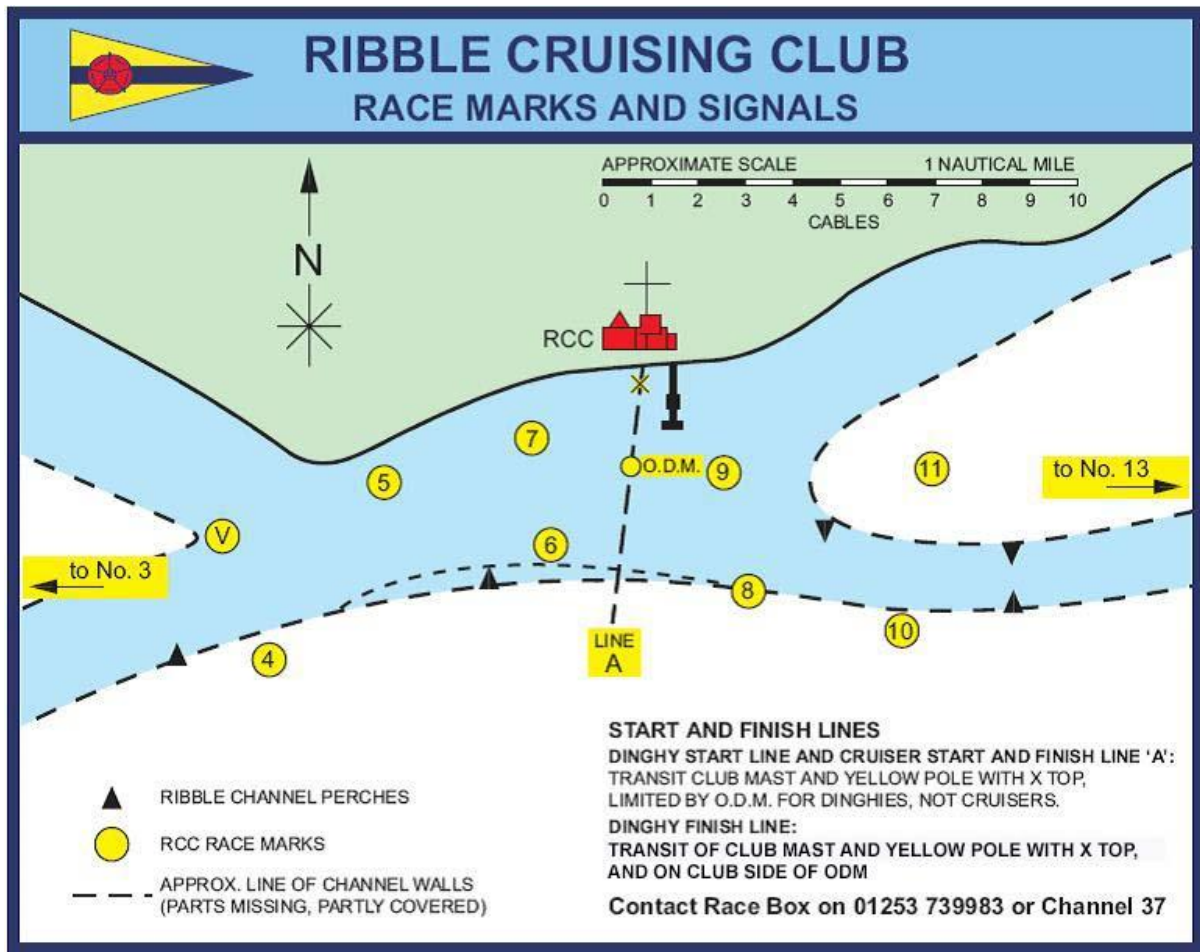 RIBBLE CRUISING CLUB
RACE MARKS AND SIGNALS
APPROXIMATE SCALE 1 NAUTICAL MILE
0 1 2 3 4 5 6 7 8 9 10
CABLES
N
RCC
7
5
O.D.M.
9
11
to No. 13
V
6
to No. 3
8
10
4
LINE
A
START AND FINISH LINES
DINGHY START LINE AND CRUISER START AND FINISH LINE 'A':
TRANSIT CLUB MAST AND YELLOW POLE WITH X TOP,
LIMITED BY O.D.M. FOR DINGHIES, NOT CRUISERS.
DINGHY FINISH LINE:
TRANSIT OF CLUB MAST AND YELLOW POLE WITH X TOP,
AND ON CLUB SIDE OF ODM
Contact Race Box on 01253 739983 or Channel 37
RIBBLE CHANNEL PERCHES
RCC RACE MARKS
APPROX. LINE OF CHANNEL WALLS
(PARTS MISSING, PARTLY COVERED)